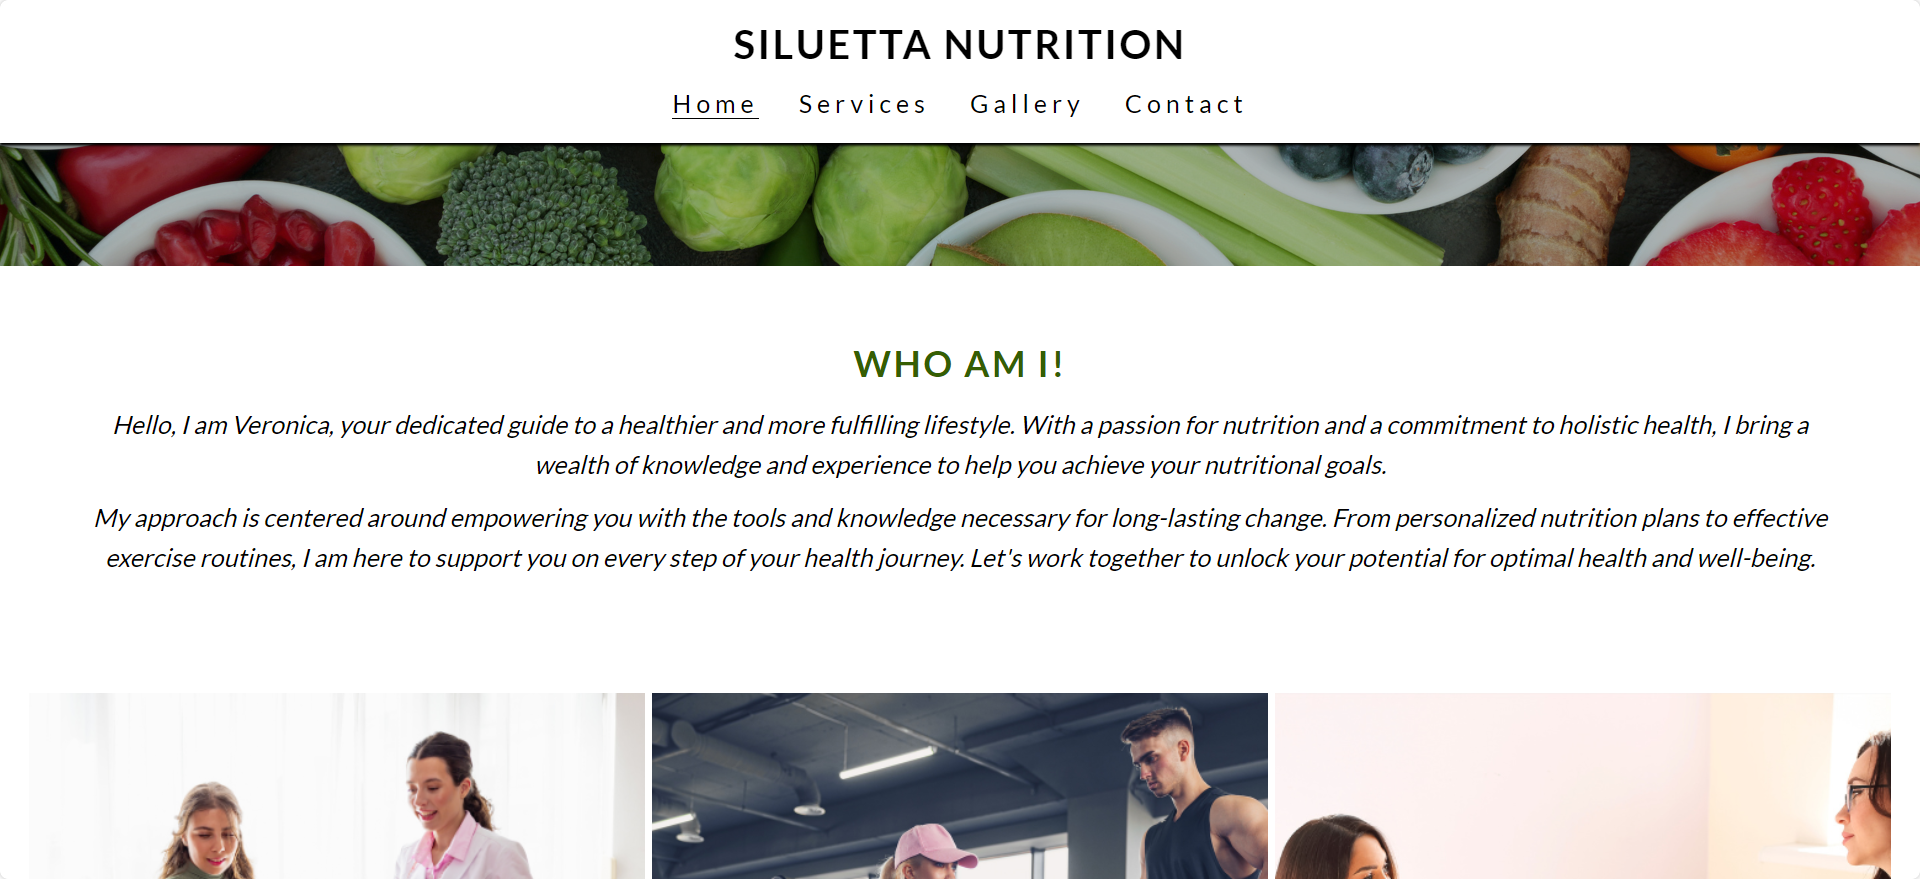 SILUETTA NUTRITION
Home Services Gallery Contact
WHO AM I!
Hello, I am Veronica, your dedicated guide to a healthier and more fulfilling lifestyle. With a passion for nutrition and a commitment to holistic health, I bring a
wealth of knowledge and experience to help you achieve your nutritional goals.
My approach is centered around empowering you with the tools and knowledge necessary for long-lasting change. From personalized nutrition plans to effective
exercise routines, I am here to support you on every step of your health journey. Let's work together to unlock your potential for optimal health and well-being.